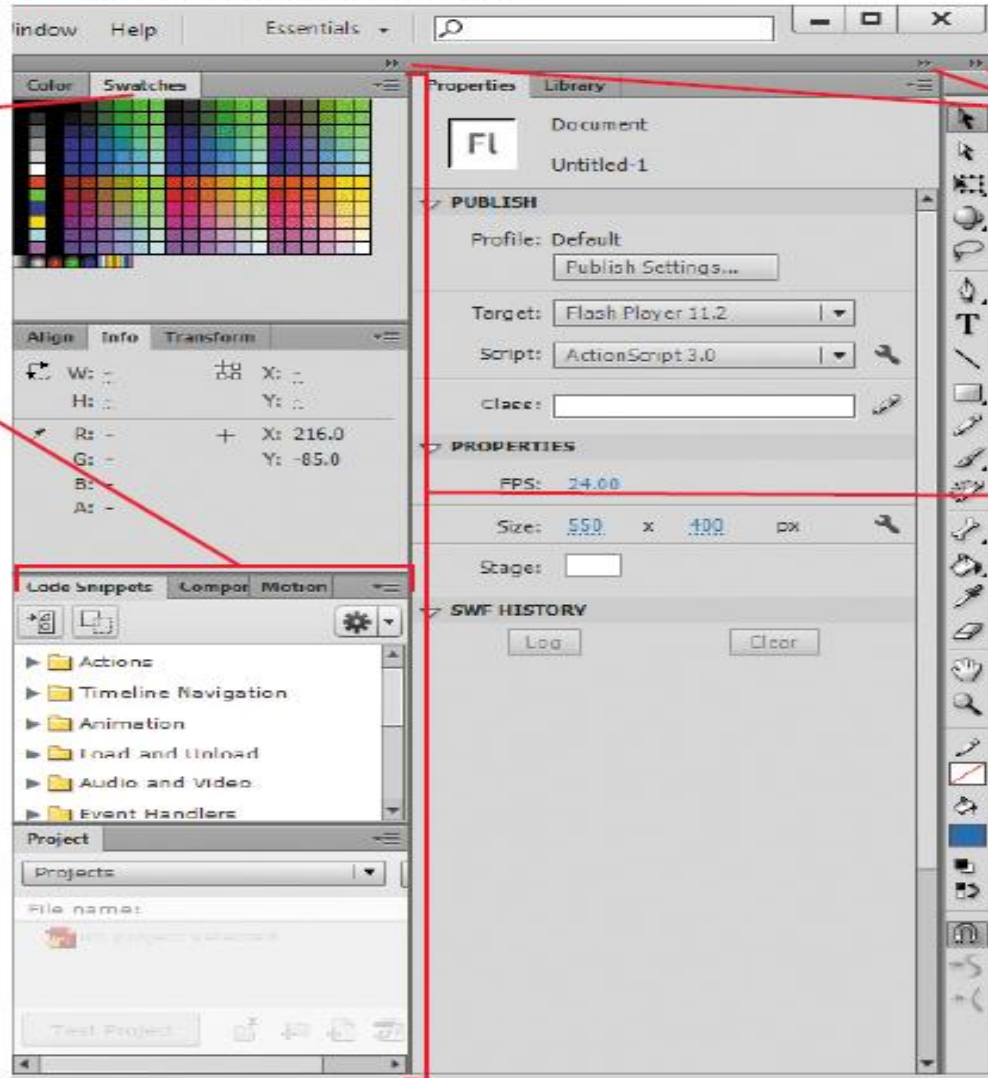 Window Help Essentials
Color Swatches
Properties Library
Fl
Document
Untitled-1
PUBLISH
Profile: Default
Publish Settings...
Target: Flash Player 11.2
Script: ActionScript 3.0
Class:
PROPERTIES
FPS: 24.00
Size: 550 x 400 px
Stage:
SWF HISTORY
Log Clear
Align Info Transform
W: - X: -
H: - Y: -
R: - X: 216.0
G: - Y: -85.0
B: -
A: -
Code Snippets Compor Motion
Actions
Timeline Navigation
Animation
Load and Unload
Audio and Video
Event Handlers
Project
Projects
File name:
Test Project
T